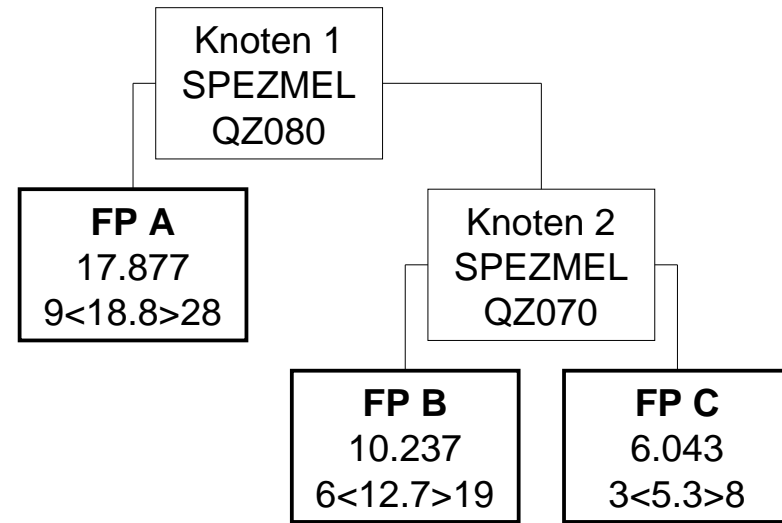 Knoten 1
SPEZMEL
QZ080
FP A
17.877
9<18.8>28
Knoten 2
SPEZMEL
QZ070
FP B
10.237
6<12.7>19
FP C
6.043
3<5.3>8